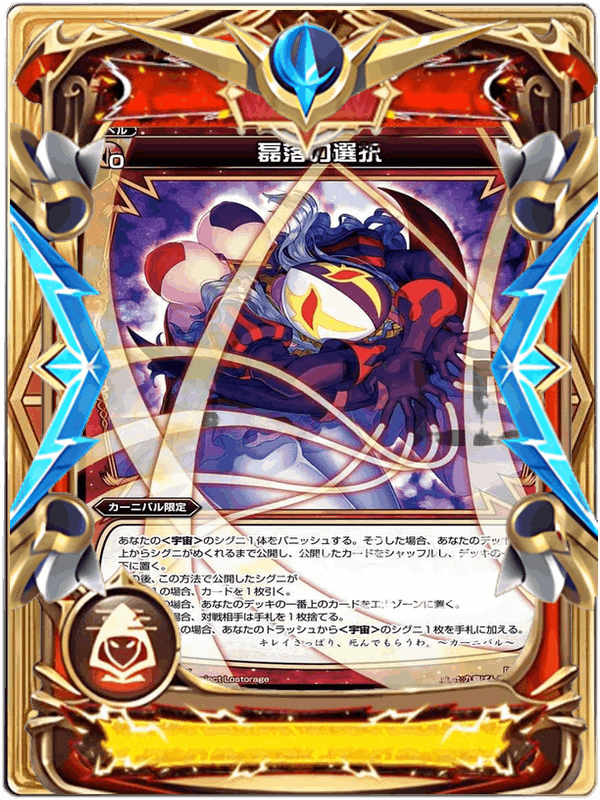 ベル
0
磊落の選択
カーニバル限定
あなたの<宇宙>のシグニ1体をバニッシュする。そうした場合、あなたのデッ
上からシグニがめくれるまで公開し、公開したカードをシャッフルし、デッキの
下に置く。
の後、この方法で公開したシグニが
1の場合、カードを1枚引く。
の場合、あなたのデッキの一番上のカードをエナゾーンに置く。
場合、対戦相手は手札を1枚捨てる。
の場合、あなたのトラッシュから<宇宙>のシグニ1枚を手札に加える。
キレイさっぱり、死んでもらうわ。～カーニバル～
ject Lostorage